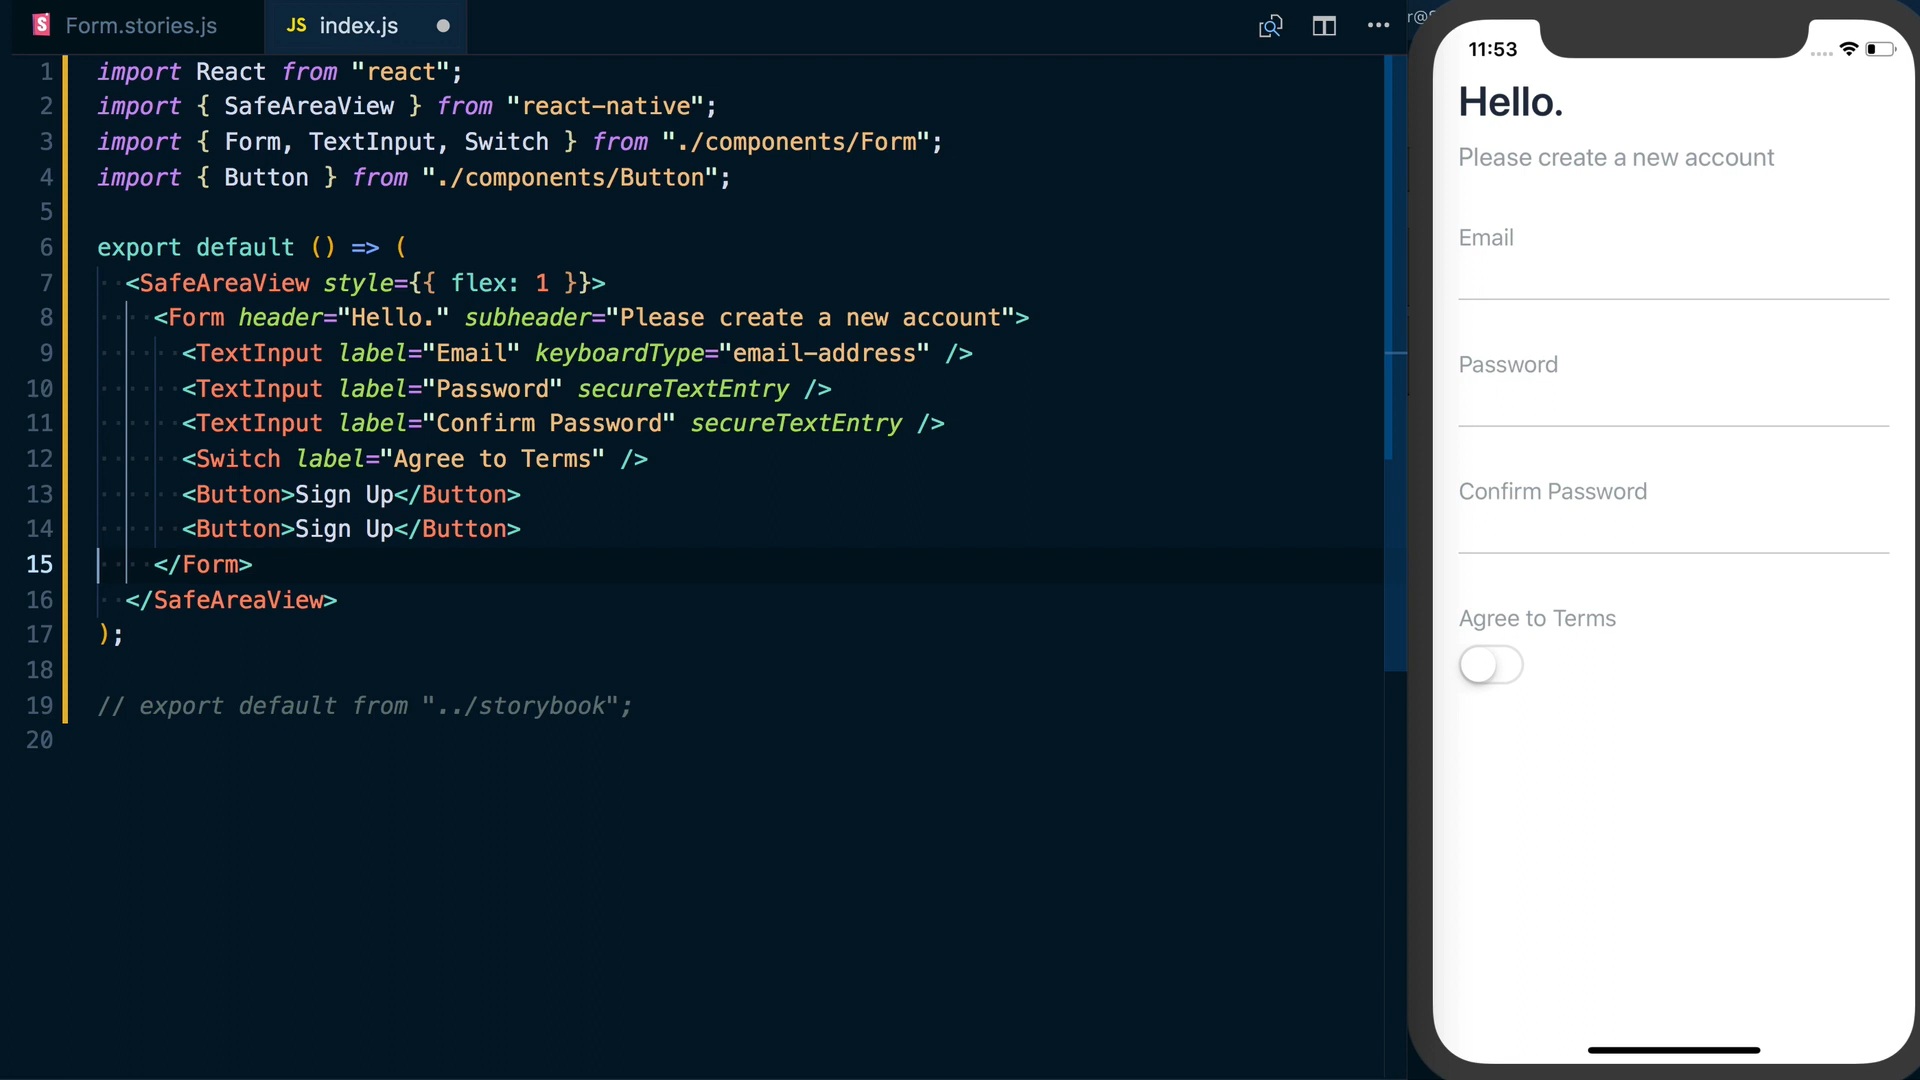 Form.stories.js
JS index.js
r@
1 import React from "react";
2 import { SafeAreaView } from "react-native";
3 import { Form, TextInput, Switch } from "./components/Form";
4 import { Button } from "./components/Button";
5
6 export default () => (
7 <SafeAreaView style={{ flex: 1 }}>
8 <Form header="Hello." subheader="Please create a new account">
9 <TextInput label="Email" keyboardType="email-address" />
10 <TextInput label="Password" secureTextEntry />
11 <TextInput label="Confirm Password" secureTextEntry />
12 <Switch label="Agree to Terms" />
13 <Button>Sign Up</Button>
14 <Button>Sign Up</Button>
15 </Form>
16 </SafeAreaView>
17 );
18
19 // export default from "../storybook";
20
11:53
Hello.
Please create a new account
Email
Password
Confirm Password
Agree to Terms